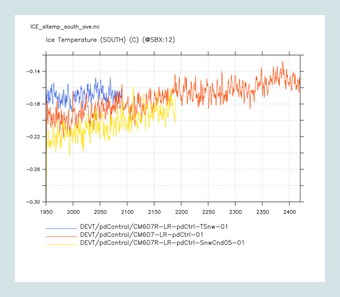 ICE_sitemp_south_ave.nc
Ice Temperature (SOUTH) (C) (@SBX:12)
-0.14
-0.18
-0.22
-0.26
-0.30
1950 2000 2050 2100 2150 2200 2250 2300 2350 2400
DEVT/pdControl/CM607R-LR-pdCtrl-TSnw-01
DEVT/pdControl/CM607-LR-pdCtrl-01
DEVT/pdControl/CM607R-LR-pdCtrl-SnwCnd05-01